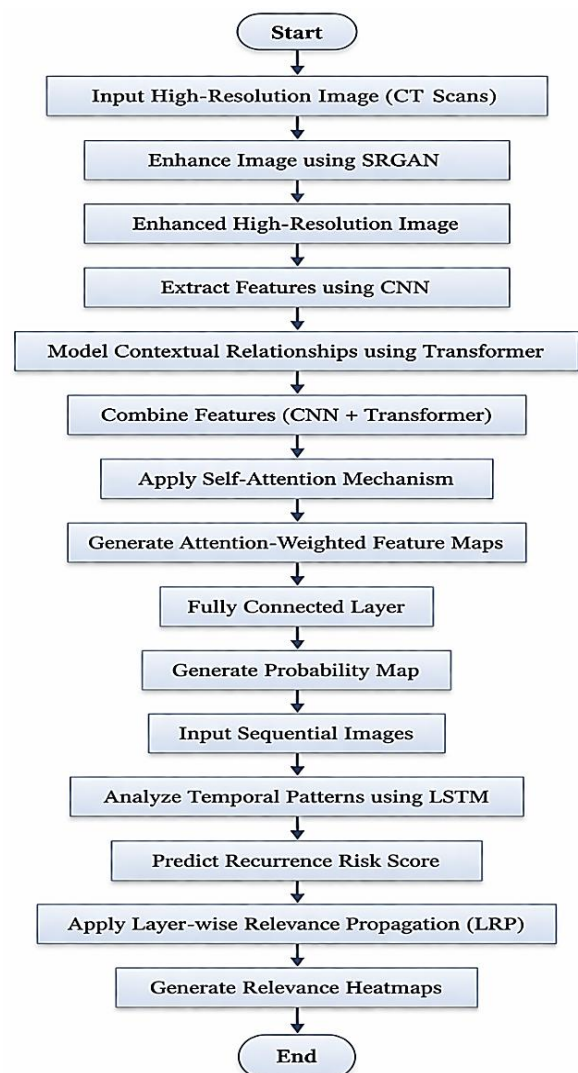 Start
Input High-Resolution Image (CT Scans)
Enhance Image using SRGAN
Enhanced High-Resolution Image
Extract Features using CNN
Model Contextual Relationships using Transformer
Combine Features (CNN + Transformer)
Apply Self-Attention Mechanism
Generate Attention-Weighted Feature Maps
Fully Connected Layer
Generate Probability Map
Input Sequential Images
Analyze Temporal Patterns using LSTM
Predict Recurrence Risk Score
Apply Layer-wise Relevance Propagation (LRP)
Generate Relevance Heatmaps
End